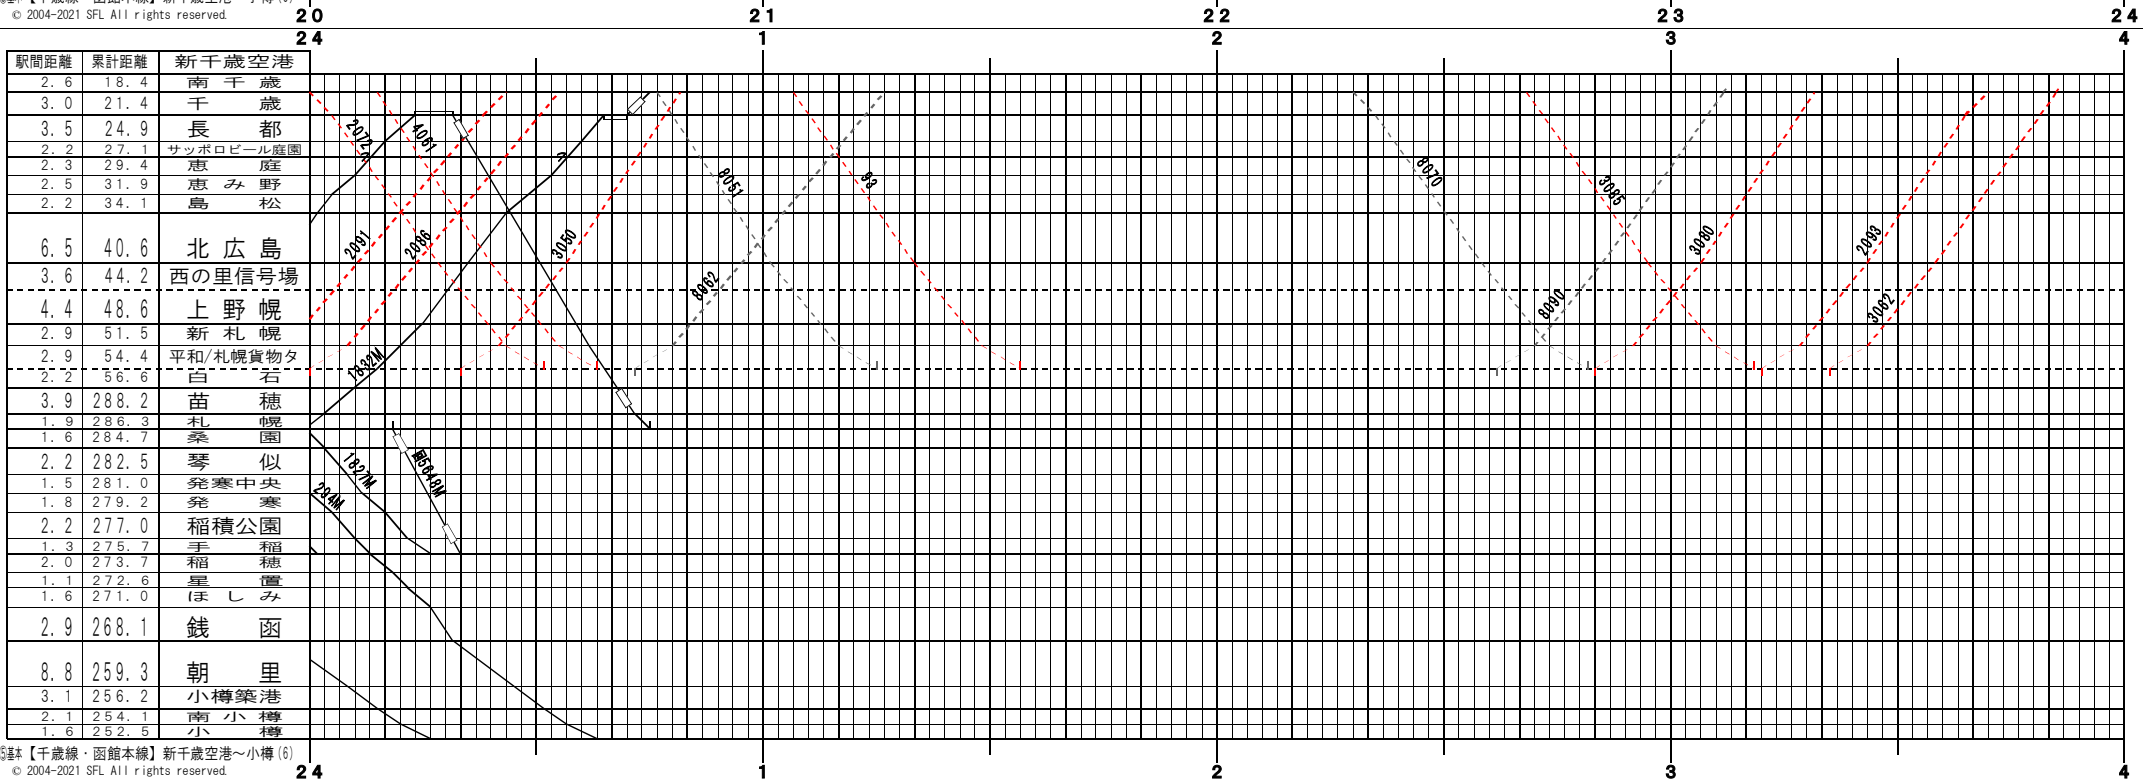 © 2004-2021 SFL All rights reserved.
20 21 22 23 24
24 1 2 3 4
駅間距離 累計距離 新千歳空港
2.6 18.4 南千歳
3.0 21.4 千歳
3.5 24.9 長都
2.2 27.1 サッポロビール庭園
2.3 29.4 恵庭
2.5 31.9 恵み野
2.2 34.1 島松
6.5 40.6 北広島
3.6 44.2 西の里信号場
4.4 48.6 上野幌
2.9 51.5 新札幌
2.9 54.4 平和/札幌貨物タ
2.2 56.6 白石
3.9 288.2 苗穂
1.9 286.3 札幌
1.6 284.7 桑園
2.2 282.5 琴似
1.5 281.0 発寒中央
1.8 279.2 発寒
2.2 277.0 稲積公園
1.3 275.7 手稲
2.0 273.7 稲穂
1.1 272.6 星置
1.6 271.0 ほしみ
2.9 268.1 銭函
8.8 259.3 朝里
3.1 256.2 小樽築港
2.1 254.1 南小樽
1.6 252.5 小樽
2072
4061
8051
93
8070
3085
2091
2086
3050
8062
8090
3080
2093
3062
1832M
1827M
294M
基本【千歳線・函館本線】新千歳空港～小樽(6)
© 2004-2021 SFL All rights reserved.
24 1 2 3 4